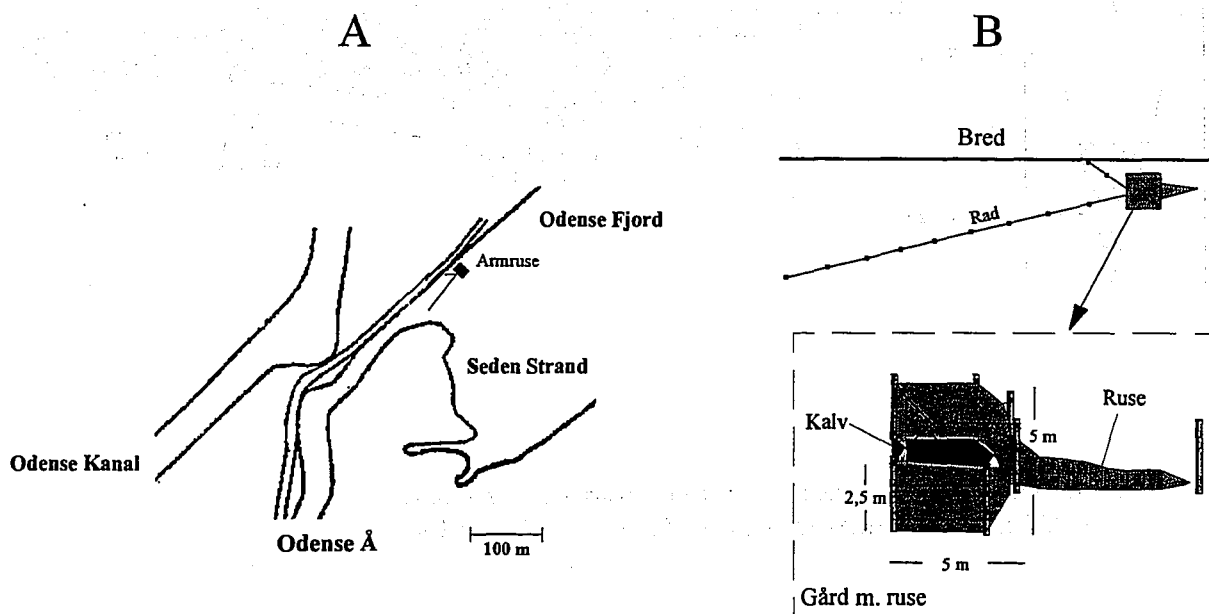 A
Odense Fjord
Armruse
Seden Strand
Odense Kanal
Odense Å
100 m
B
Bred
Rad
Kalv
Ruse
5 m
2,5 m
5 m
Gård m. ruse